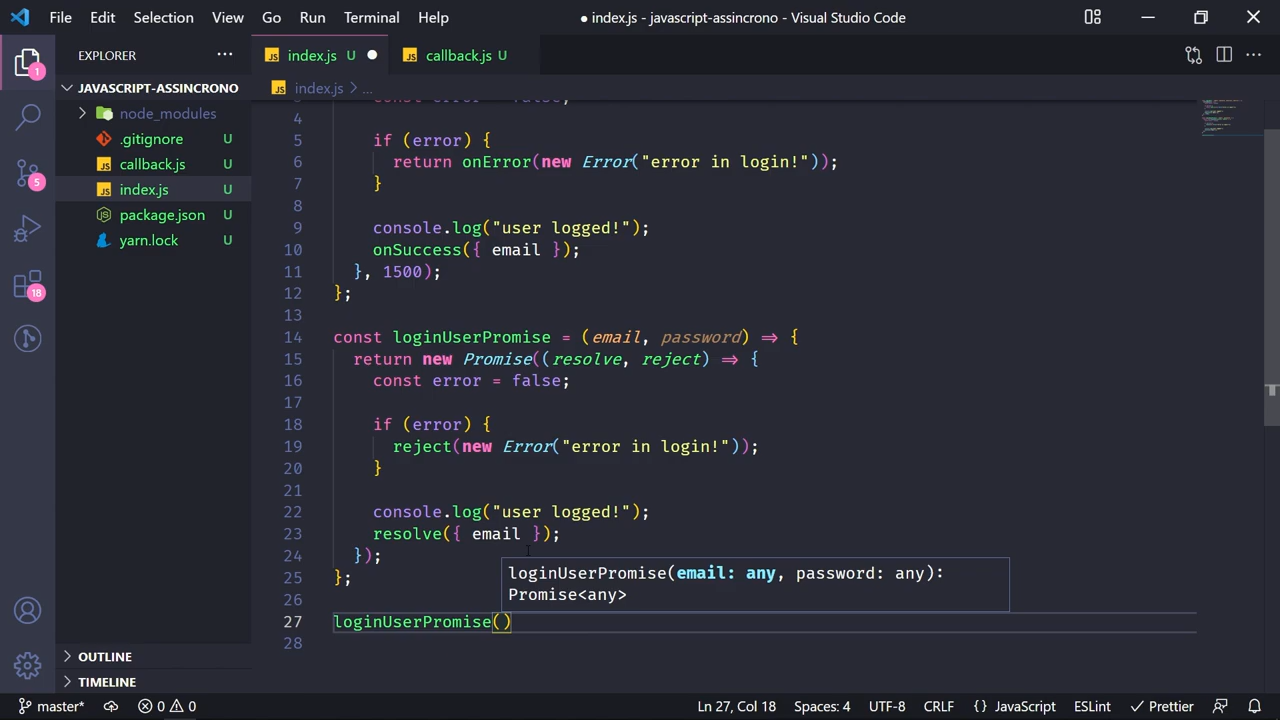 File Edit Selection View Go Run Terminal Help
● index.js - javascript-assincrono - Visual Studio Code
EXPLORER
index.js U
callback.js U
1
JAVASCRIPT-ASSINCRONO
index.js > ...
node_modules
.gitignore U
callback.js U
index.js U
package.json U
yarn.lock U
5
18
const error = false;
4
5 if (error) {
6 return onError(new Error("error in login!"));
7 }
8
9 console.log("user logged!");
10 onSuccess({ email });
11 }, 1500);
12 };
13
14 const loginUserPromise = (email, password) => {
15 return new Promise((resolve, reject) => {
16 const error = false;
17
18 if (error) {
19 reject(new Error("error in login!"));
20 }
21
22 console.log("user logged!");
23 resolve({ email });
24 });
25 };
26
loginUserPromise(email: any, password: any):
Promise<any>
27 loginUserPromise()
28
OUTLINE
TIMELINE
master* 0 0 Ln 27, Col 18 Spaces: 4 UTF-8 CRLF {} JavaScript ESLint Prettier